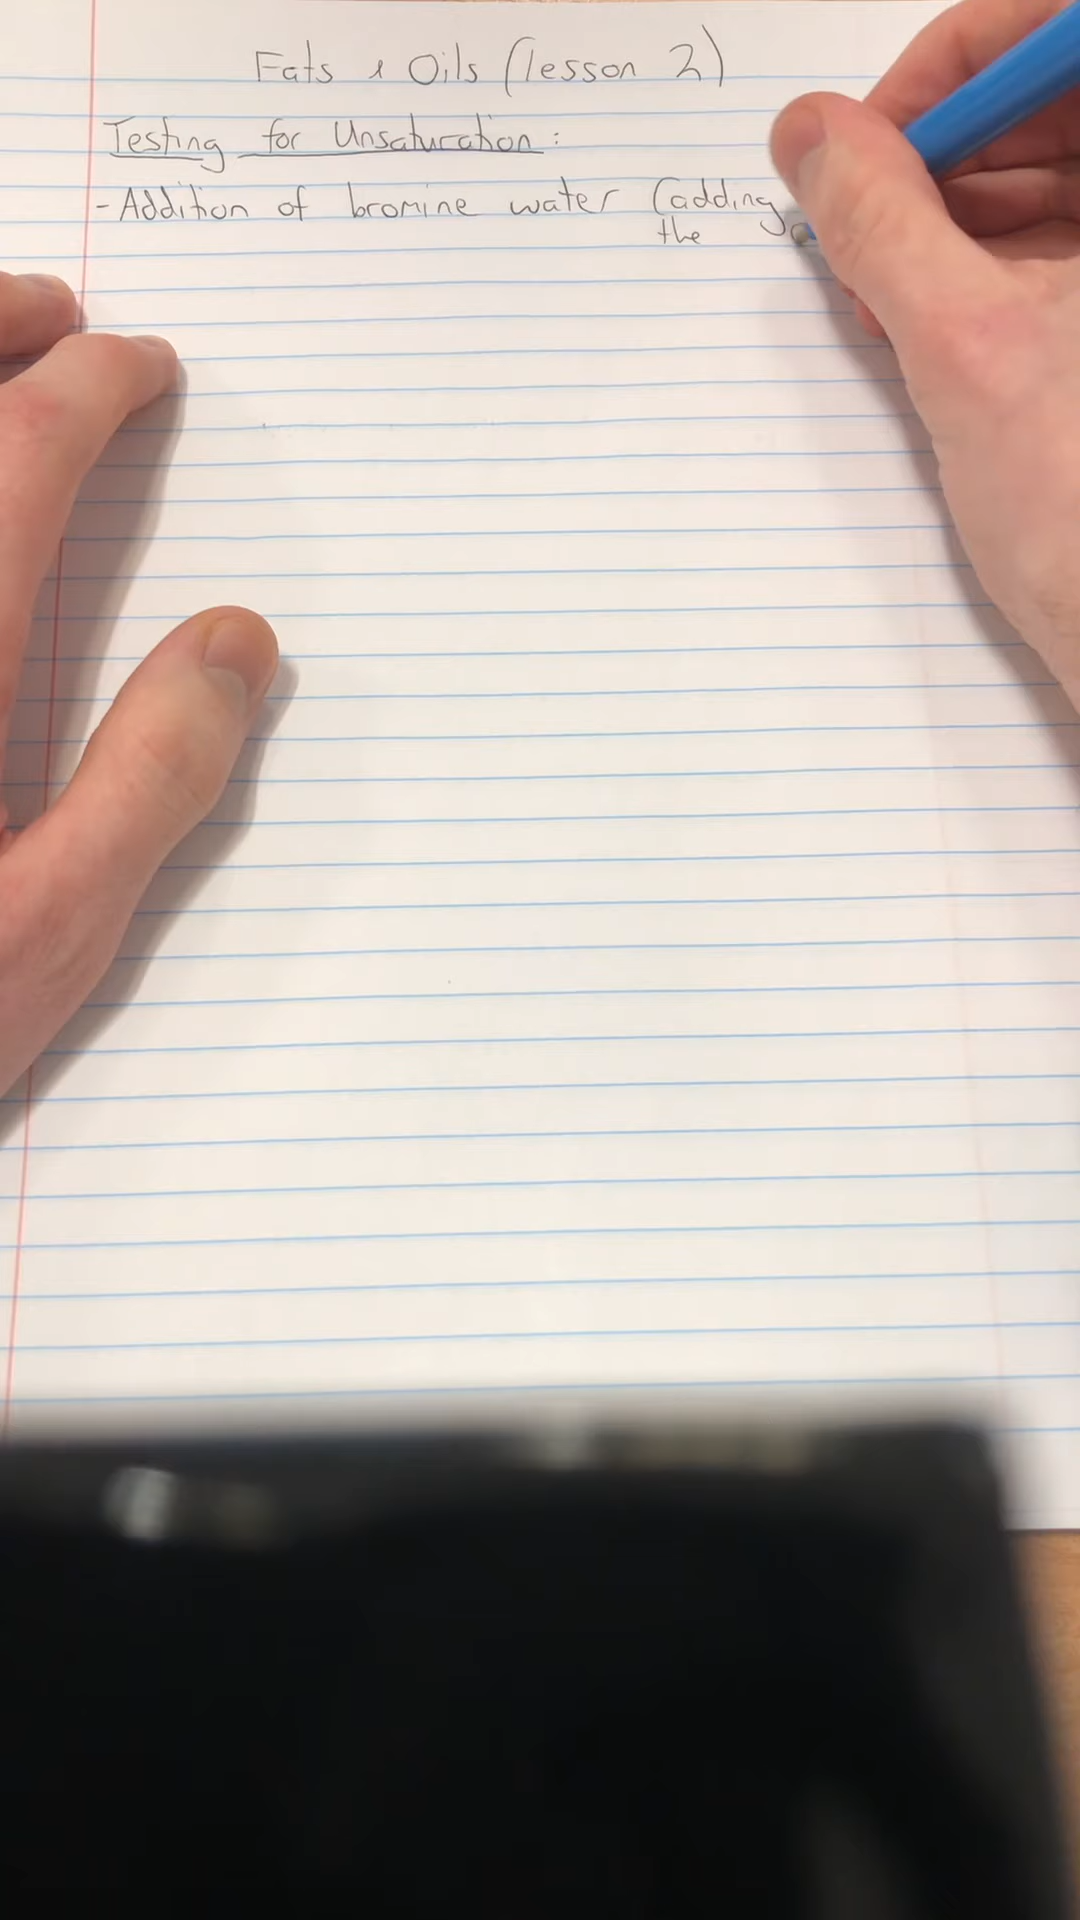 Fats & Oils (lesson 2)
Testing for Unsaturation:
- Addition of bromine water (adding
the